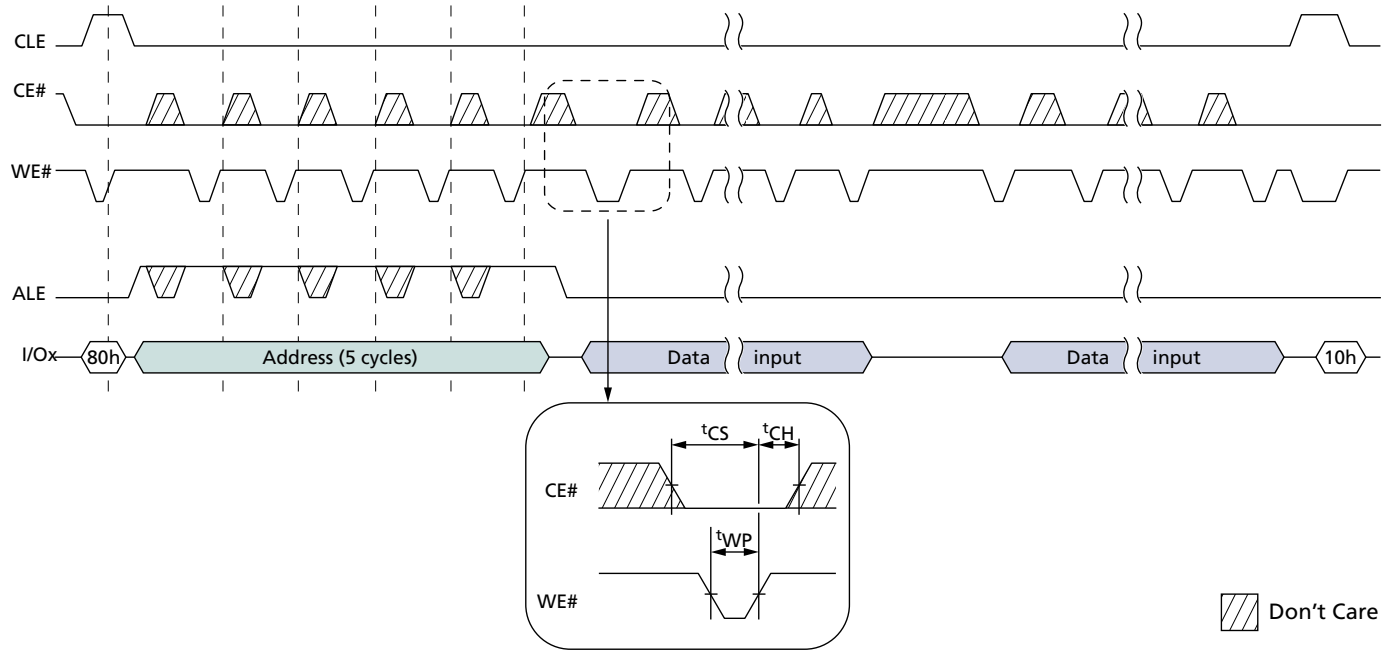 CLE
CE#
WE#
ALE
I/Ox 80h Address (5 cycles) Data input Data input 10h
tCS tCH
CE#
tWP
WE#
Don't Care